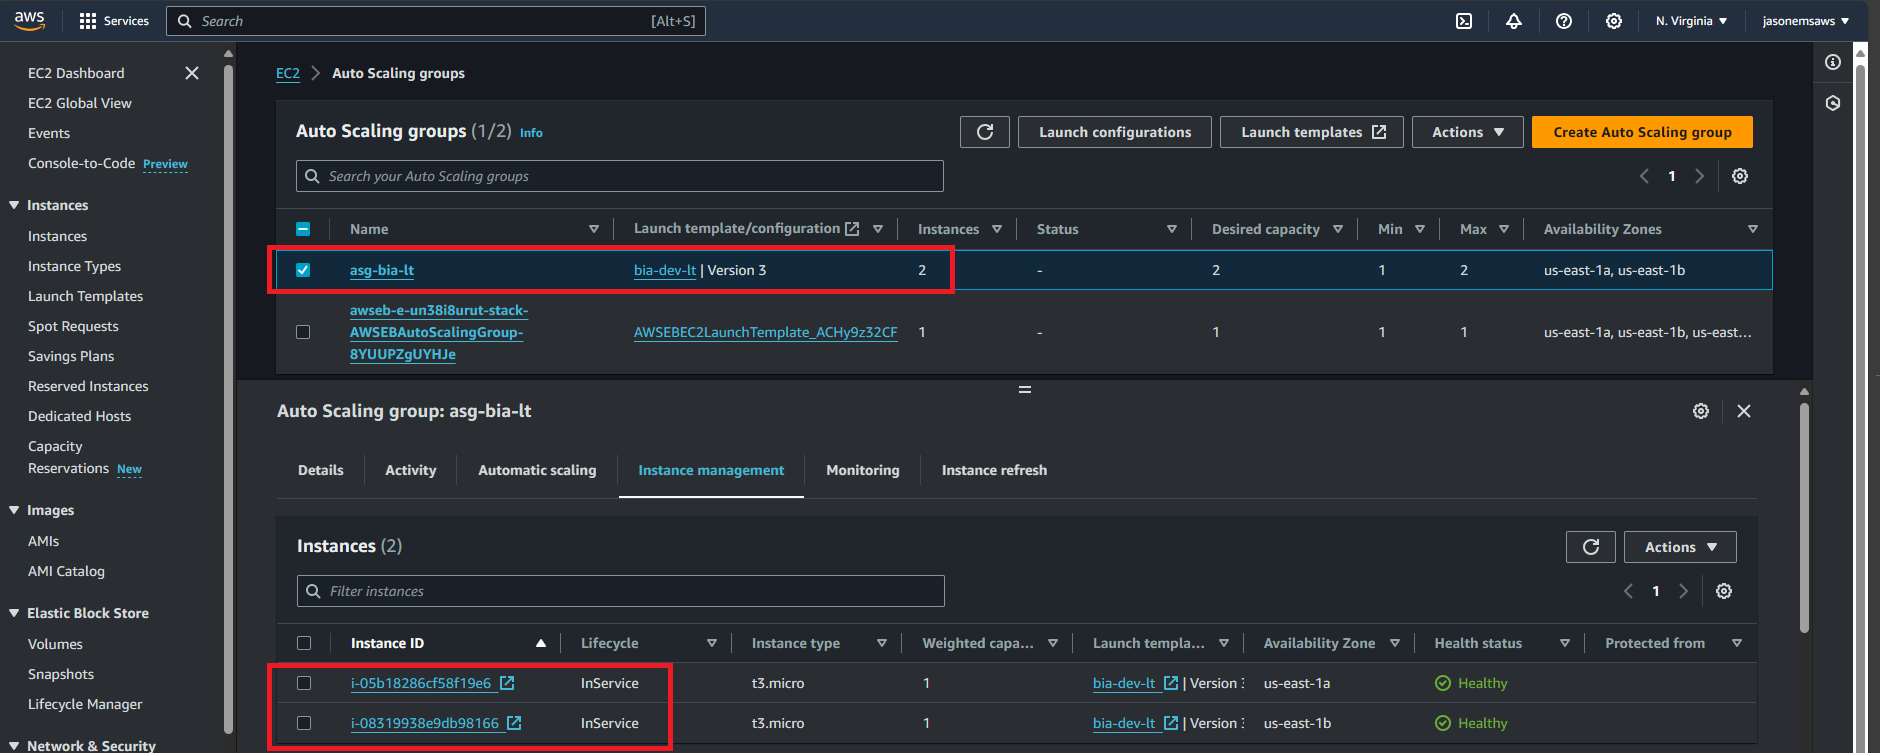 aws Services Search [Alt+S] N. Virginia jasonemsaws
EC2 Dashboard
EC2 Global View
Events
Console-to-Code Preview
Instances
Instances
Instance Types
Launch Templates
Spot Requests
Savings Plans
Reserved Instances
Dedicated Hosts
Capacity
Reservations New
Images
AMIs
AMI Catalog
Elastic Block Store
Volumes
Snapshots
Lifecycle Manager
Network & Security
EC2 Auto Scaling groups
Auto Scaling groups (1/2) Info
Launch configurations Launch templates Actions Create Auto Scaling group
Search your Auto Scaling groups
1
Name Launch template/configuration Instances Status Desired capacity Min Max Availability Zones
asg-bia-lt bia-dev-lt | Version 3 2 - 2 1 2 us-east-1a, us-east-1b
awseb-e-un38i8urut-stack-
AWSEBAutoScalingGroup- AWSEBEC2LaunchTemplate_ACHy9z32CF 1 - 1 1 1 us-east-1a, us-east-1b, us-east...
8YUUPZgUYHJe
Auto Scaling group: asg-bia-lt
Details Activity Automatic scaling Instance management Monitoring Instance refresh
Instances (2)
Actions
Filter instances
1
Instance ID Lifecycle Instance type Weighted capa... Launch templa... Availability Zone Health status Protected from
i-05b18286cf58f19e6 InService t3.micro 1 bia-dev-lt | Version 3 us-east-1a Healthy
i-08319938e9db98166 InService t3.micro 1 bia-dev-lt | Version 3 us-east-1b Healthy